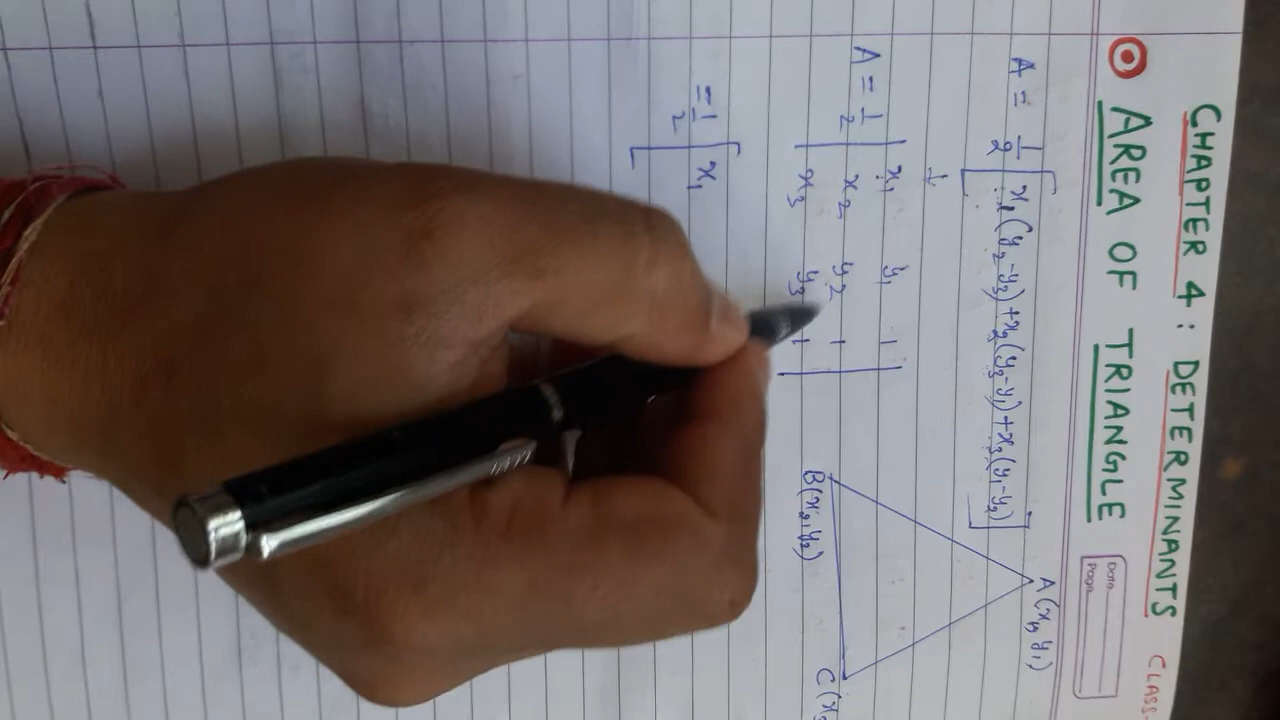 CHAPTER 4 : DETERMINANTS CLASS-
AREA OF TRIANGLE
Date
Page
A = 1/2 [x₁(y₂-y₃)+x₂(y₃-y₁)+x₃(y₁-y₂)]
↓
A = 1/2 | x₁ y₁ 1
x₂ y₂ 1
x₃ y₃ 1 |
A(x₁, y₁)
B(x₂, y₂)
C(x₃
= 1/2 [ x₁